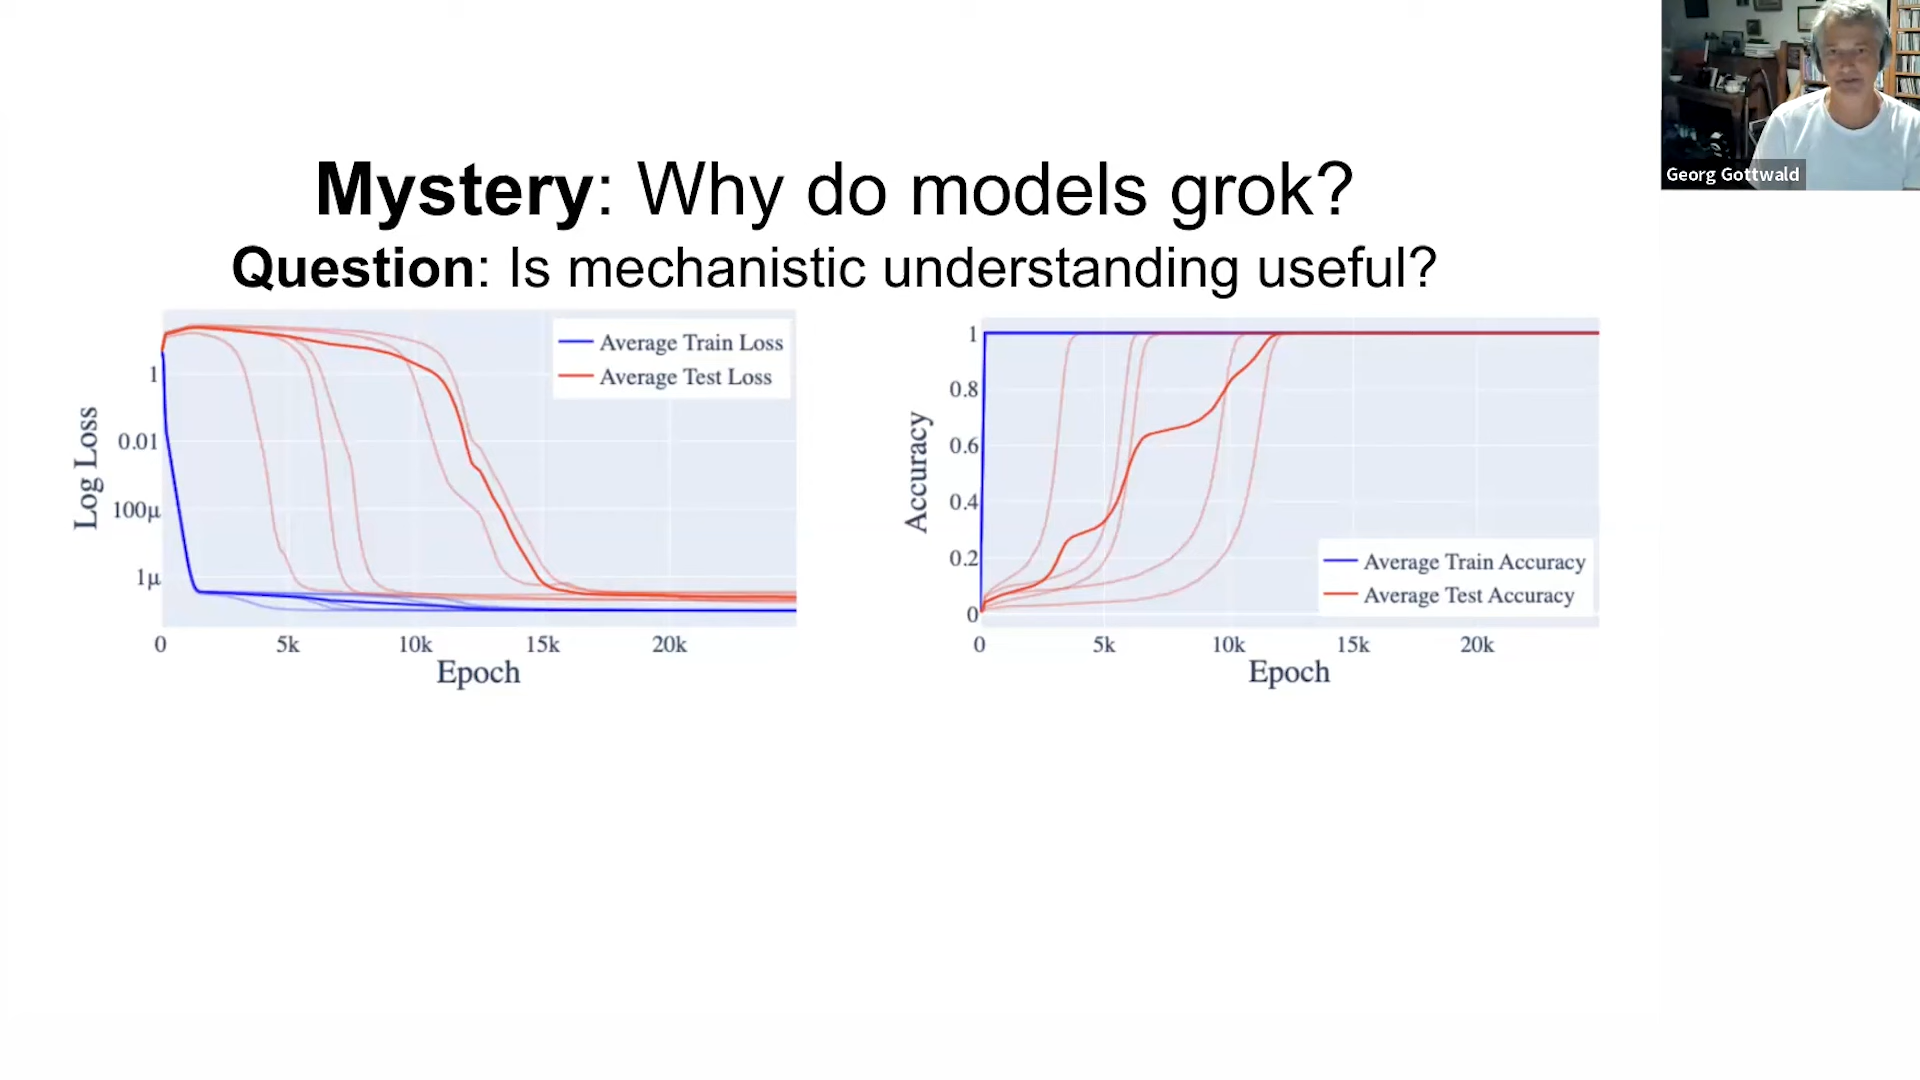 Georg Gottwald
Mystery: Why do models grok?
Question: Is mechanistic understanding useful?
Average Train Loss
Average Test Loss
Log Loss
1
0.01
100μ
1μ
0
5k
10k
15k
20k
Epoch
Accuracy
1
0.8
0.6
0.4
0.2
0
Average Train Accuracy
Average Test Accuracy
0
5k
10k
15k
20k
Epoch